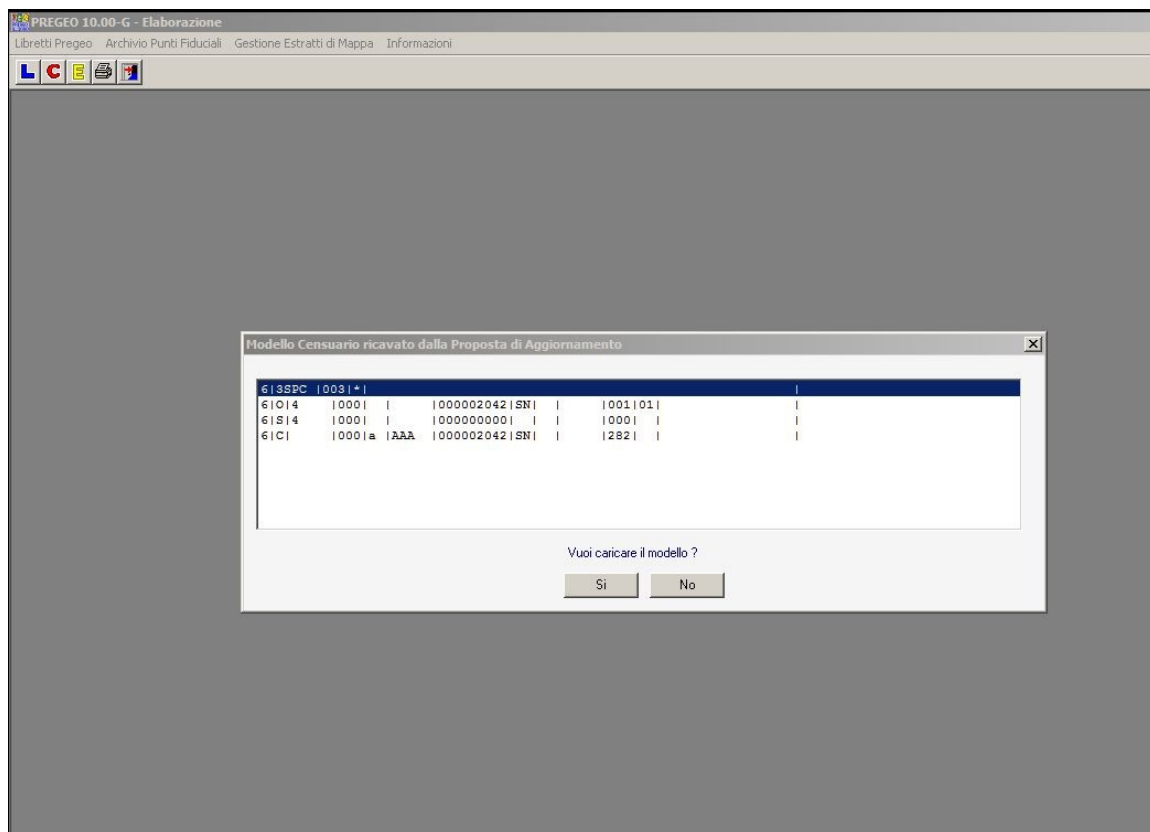 PREGEO 10.00-G - Elaborazione
Libretti Pregeo Archivio Punti Fiduciali Gestione Estratti di Mappa Informazioni
L C E
Modello Censuario ricavato dalla Proposta di Aggiornamento
6|3SPC |003|*| |
6|O|4 |000| | |000002042|SN| | |001|01| |
6|S|4 |000| | |000000000| | | |000| | |
6|C| |000|a |AAA |000002042|SN| | |282| | |
Vuoi caricare il modello ?
Si No